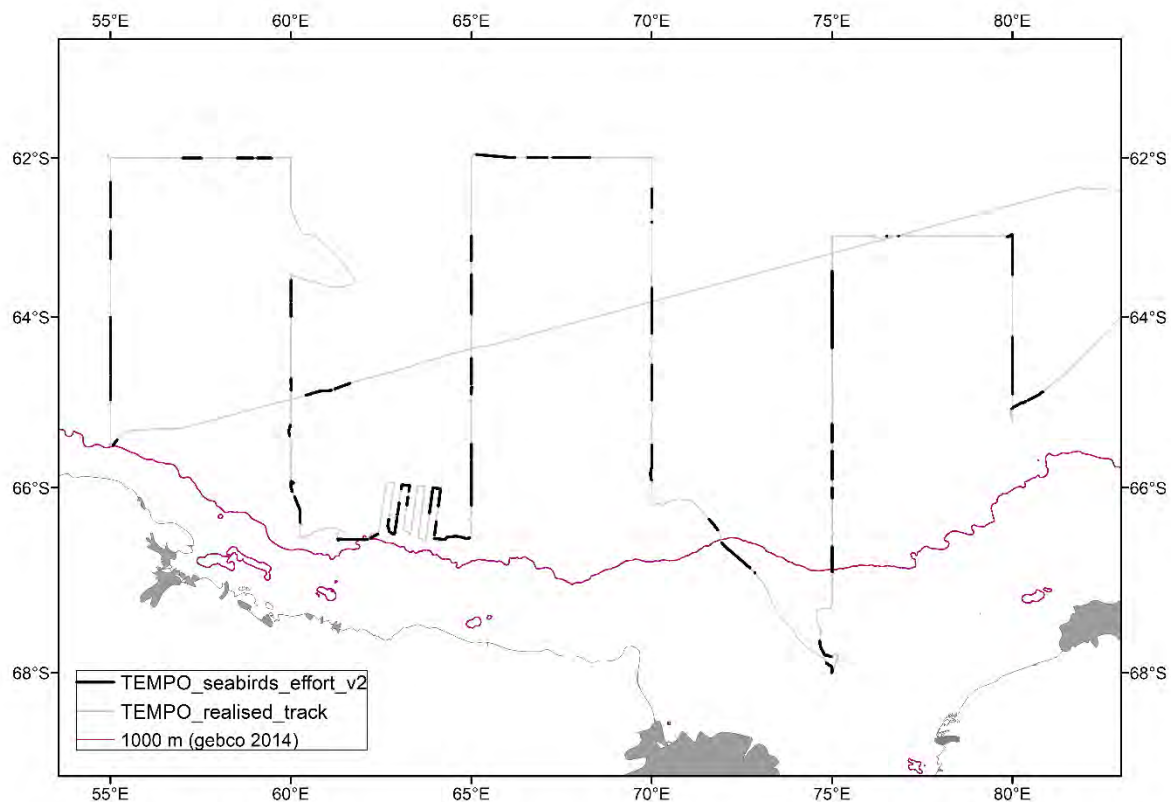 55°E 60°E 65°E 70°E 75°E 80°E
62°S 62°S
64°S 64°S
66°S 66°S
68°S 68°S
TEMPO_seabirds_effort_v2
TEMPO_realised_track
1000 m (gebco 2014)
55°E 60°E 65°E 70°E 75°E 80°E